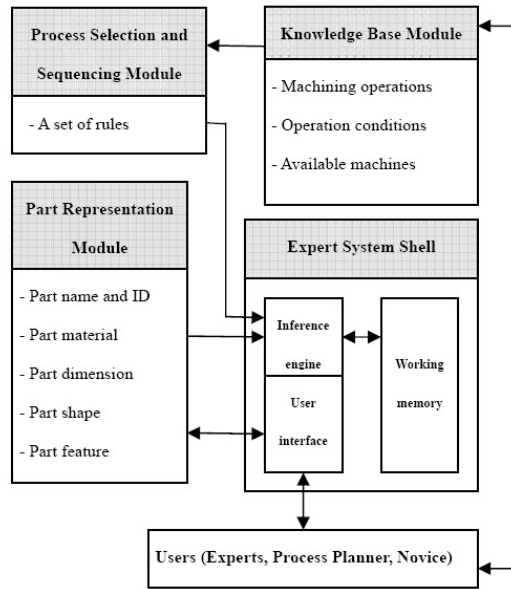 Process Selection and
Sequencing Module
- A set of rules
Knowledge Base Module
- Machining operations
- Operation conditions
- Available machines
Part Representation
Module
- Part name and ID
- Part material
- Part dimension
- Part shape
- Part feature
Expert System Shell
Inference
engine
User
interface
Working
memory
Users (Experts, Process Planner, Novice)